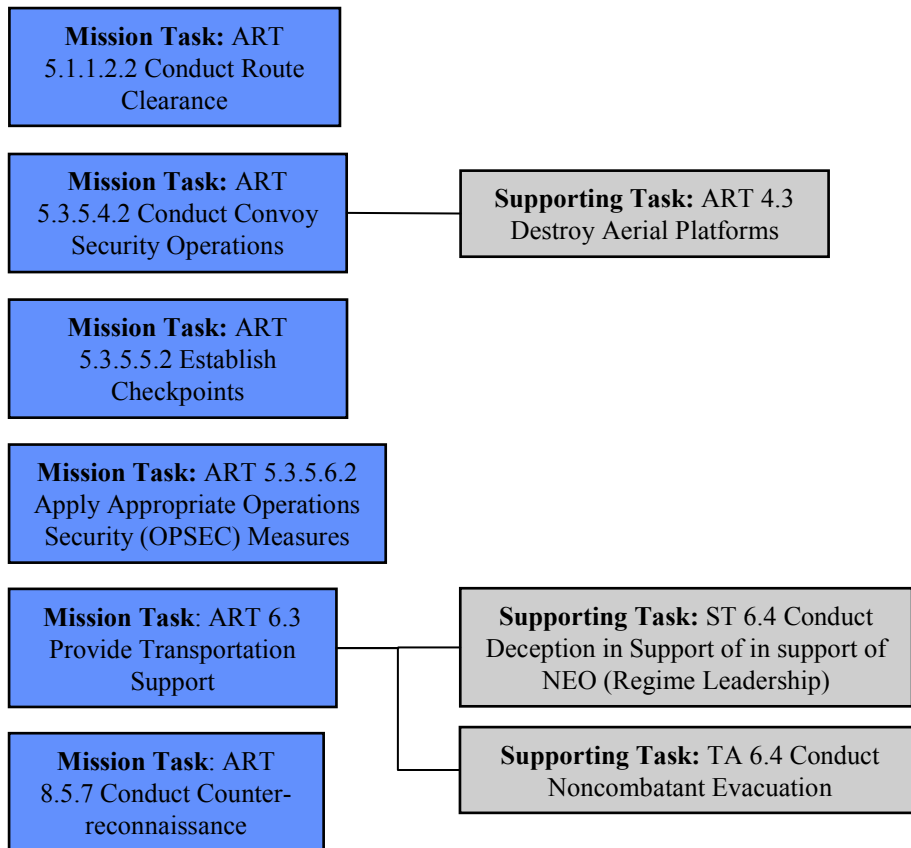 Mission Task: ART
5.1.1.2.2 Conduct Route
Clearance
Mission Task: ART
5.3.5.4.2 Conduct Convoy
Security Operations
Supporting Task: ART 4.3
Destroy Aerial Platforms
Mission Task: ART
5.3.5.5.2 Establish
Checkpoints
Mission Task: ART 5.3.5.6.2
Apply Appropriate Operations
Security (OPSEC) Measures
Mission Task: ART 6.3
Provide Transportation
Support
Supporting Task: ST 6.4 Conduct
Deception in Support of in support of
NEO (Regime Leadership)
Mission Task: ART
8.5.7 Conduct Counter-
reconnaissance
Supporting Task: TA 6.4 Conduct
Noncombatant Evacuation